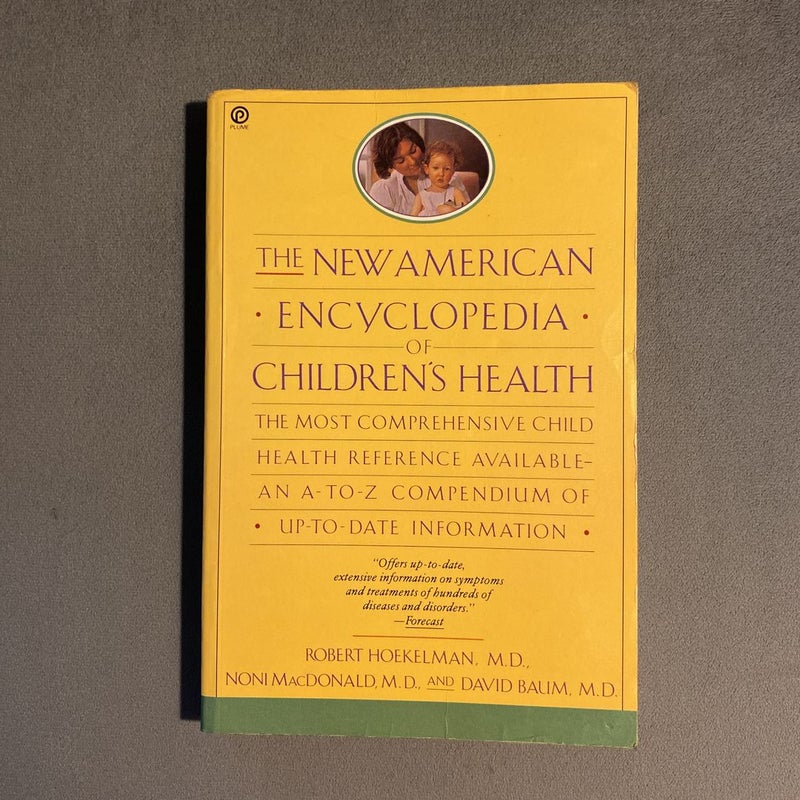 PLUME
THE NEW AMERICAN
· ENCYCLOPEDIA ·
OF
CHILDREN'S HEALTH
THE MOST COMPREHENSIVE CHILD
HEALTH REFERENCE AVAILABLE–
AN A-TO-Z COMPENDIUM OF
• UP-TO-DATE INFORMATION •
"Offers up-to-date,
extensive information on symptoms
and treatments of hundreds of
diseases and disorders."
—Forecast
ROBERT HOEKELMAN, M.D.,
NONI MACDONALD, M.D., AND DAVID BAUM, M.D.